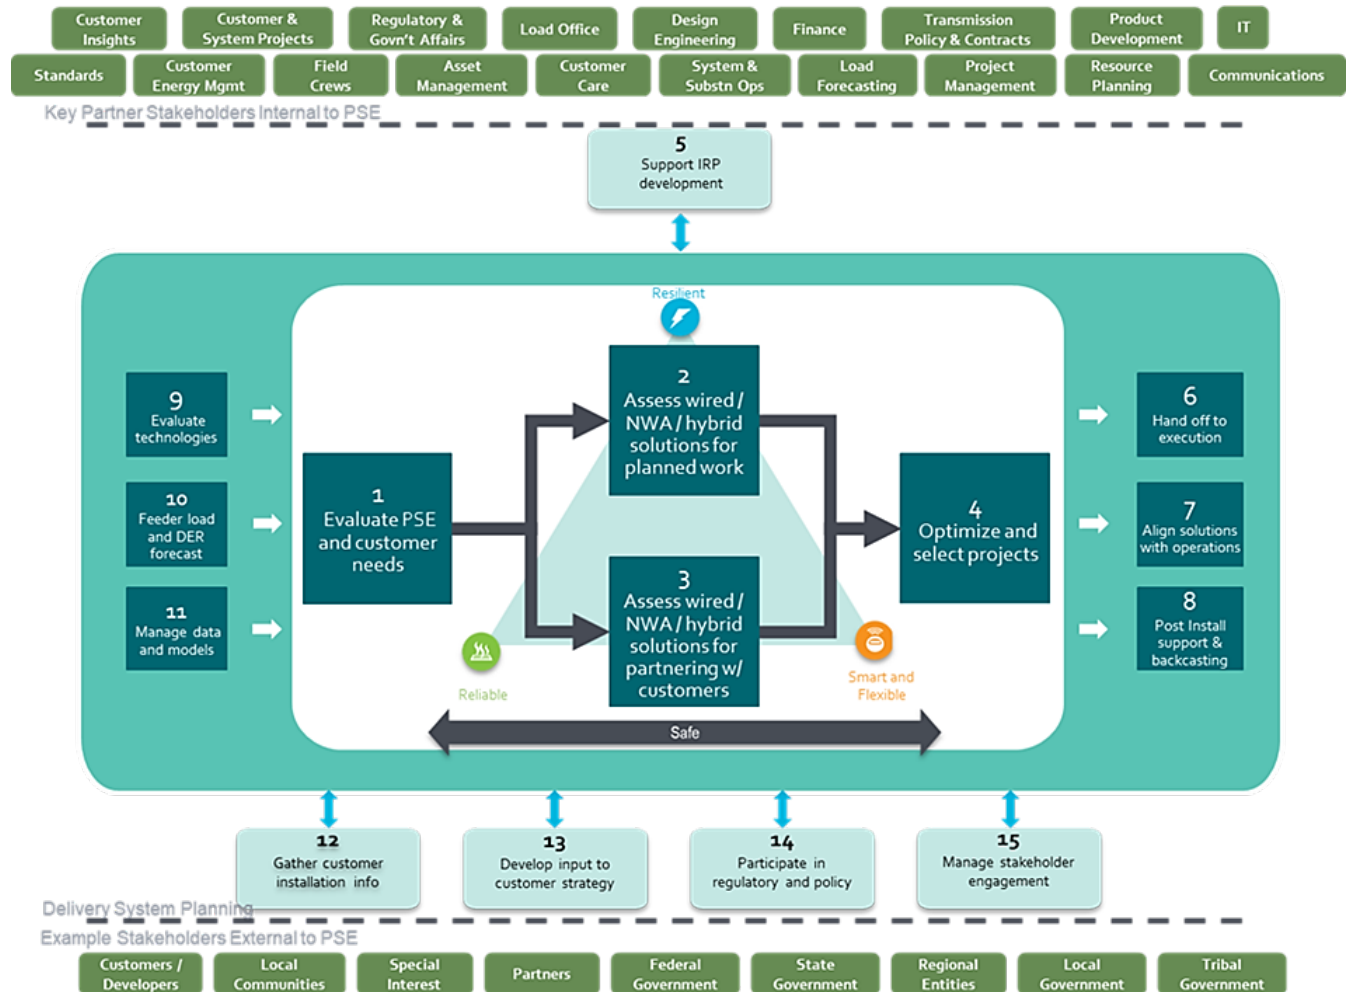 Customer
Insights
Customer &
System Projects
Regulatory &
Govn't Affairs
Load Office
Design
Engineering
Finance
Transmission
Policy & Contracts
Product
Development
IT
Standards
Customer
Energy Mgmt
Field
Crews
Asset
Management
Customer
Care
System &
Substn Ops
Load
Forecasting
Project
Management
Resource
Planning
Communications
Key Partner Stakeholders Internal to PSE
5
Support IRP
development
Resilient
9
Evaluate
technologies
10
Feeder load
and DER
forecast
11
Manage data
and models
1
Evaluate PSE
and customer
needs
2
Assess wired /
NWA / hybrid
solutions for
planned work
3
Assess wired /
NWA / hybrid
solutions for
partnering w/
customers
4
Optimize and
select projects
6
Hand off to
execution
7
Align solutions
with operations
8
Post Install
support &
backcasting
Reliable
Smart and
Flexible
Safe
12
Gather customer
installation info
13
Develop input to
customer strategy
14
Participate in
regulatory and policy
15
Manage stakeholder
engagement
Delivery System Planning
Example Stakeholders External to PSE
Customers /
Developers
Local
Communities
Special
Interest
Partners
Federal
Government
State
Government
Regional
Entities
Local
Government
Tribal
Government